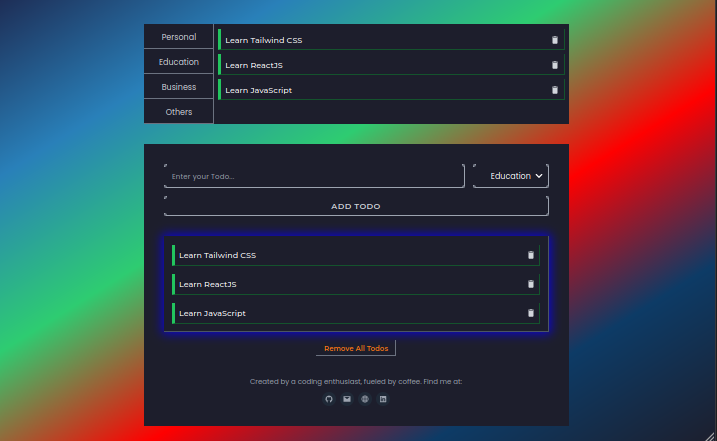 Personal
Education
Business
Others
Learn Tailwind CSS
Learn ReactJS
Learn JavaScript
Enter your Todo...
Education
ADD TODO
Learn Tailwind CSS
Learn ReactJS
Learn JavaScript
Remove All Todos
Created by a coding enthusiast, fueled by coffee. Find me at: